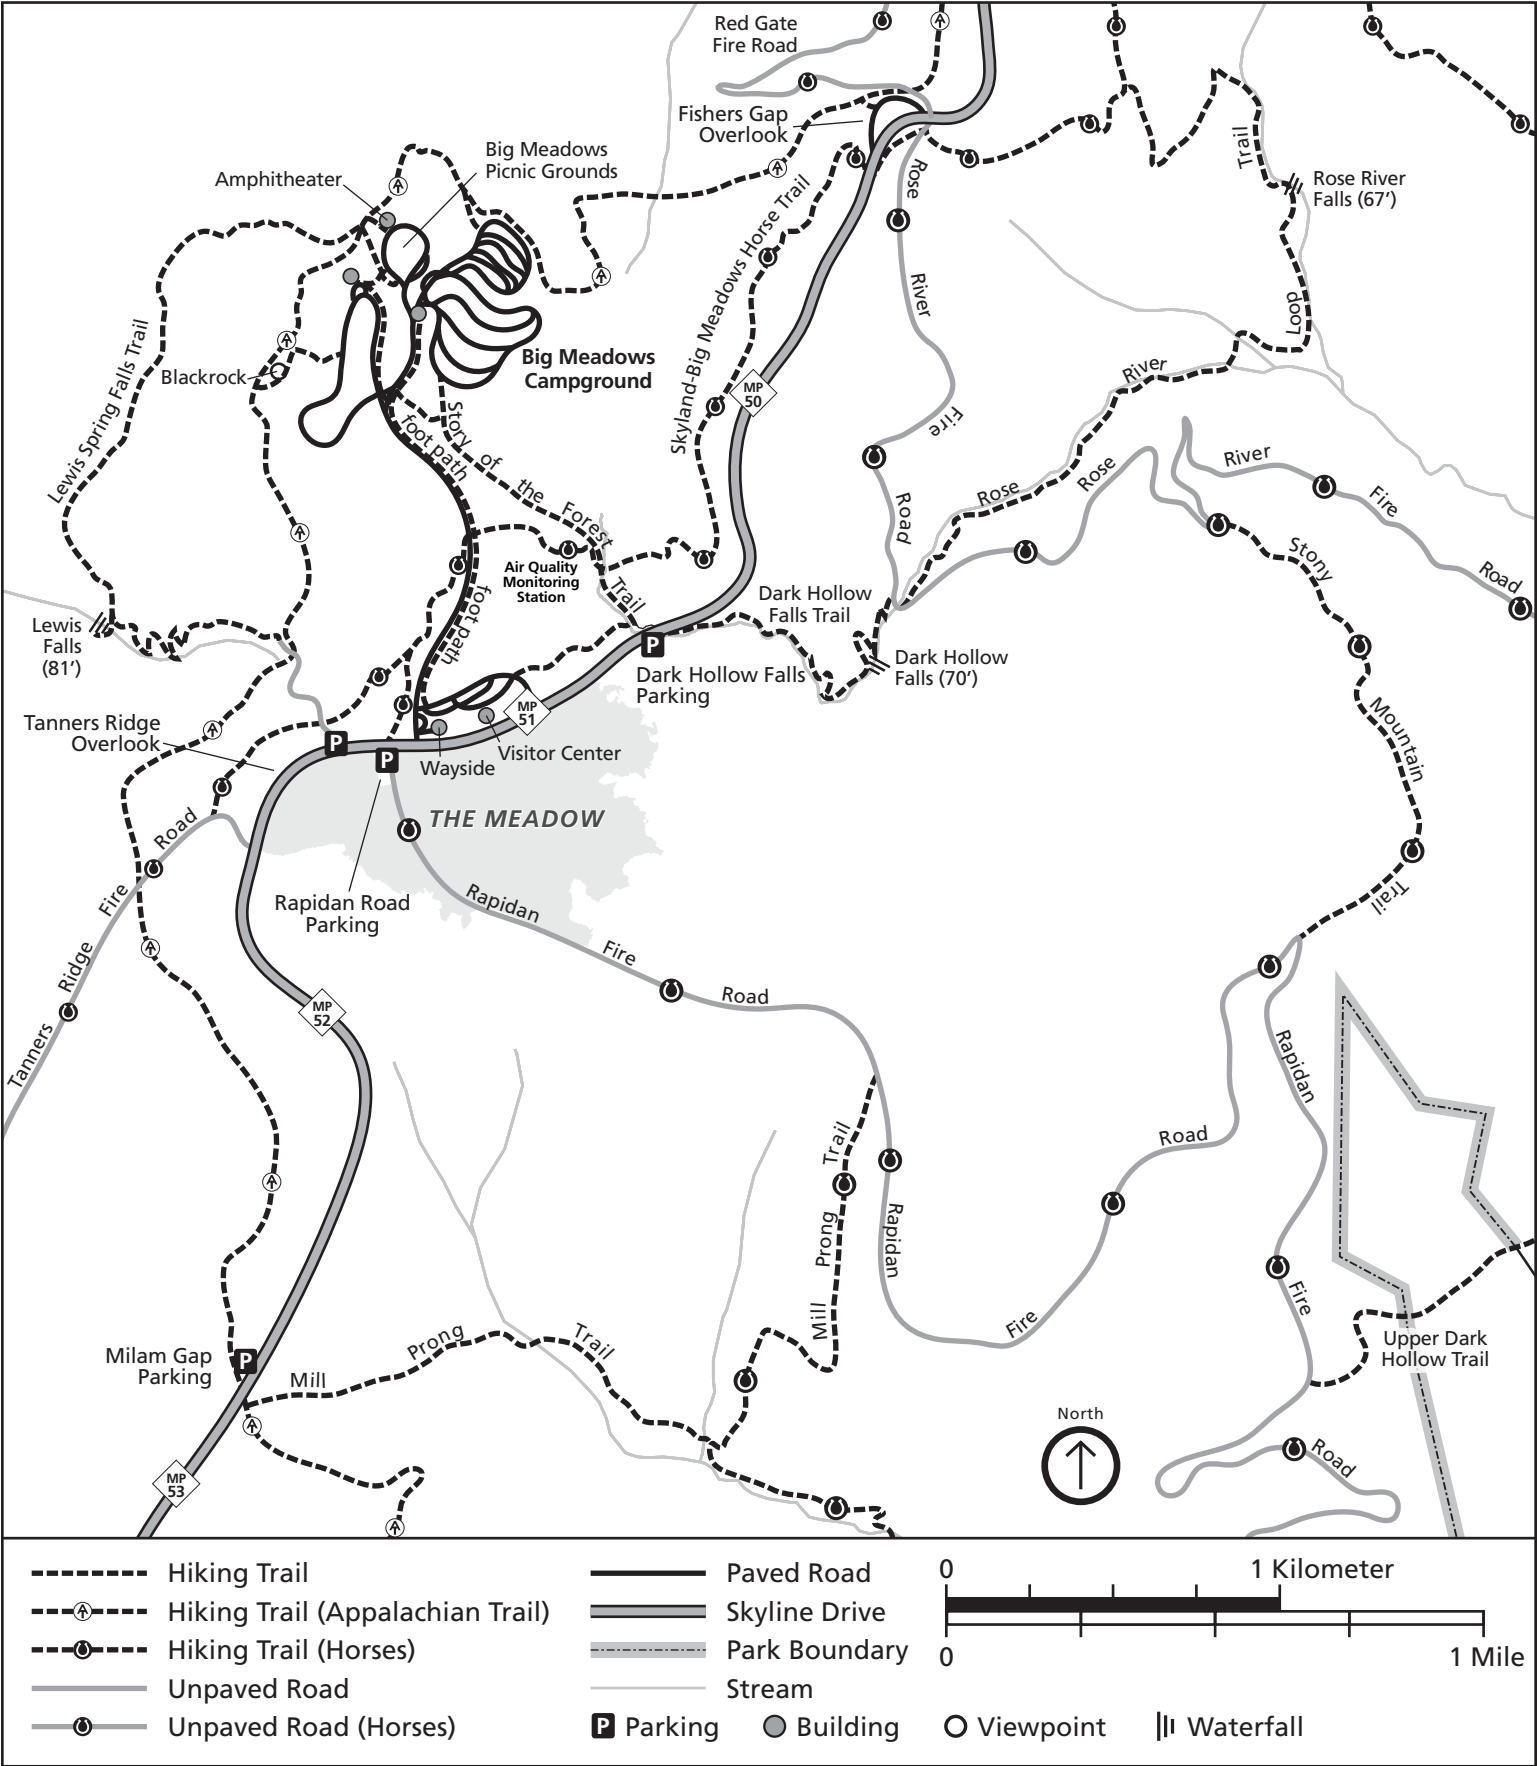 Red Gate
Fire Road
Fishers Gap
Overlook
Big Meadows
Picnic Grounds
Amphitheater
Trail
Rose River
Falls (67’)
Loop
River
Rose
Rose
River
Fire
Road
Skyland-Big Meadows Horse Trail
Lewis Spring Falls Trail
Blackrock
Big Meadows
Campground
MP
50
foot path
Story of the Forest Trail
Rose
River
Fire
Road
Stony
Mountain
Trail
Air Quality
Monitoring
Station
foot path
Dark Hollow
Falls Trail
Lewis
Falls
(81’)
P
Dark Hollow Falls
Parking
Dark Hollow
Falls (70’)
Tanners Ridge
Overlook
MP
51
P
P
Wayside
Visitor Center
THE MEADOW
Tanners Ridge Fire Road
Rapidan Road
Parking
Rapidan
Fire
Road
MP
52
Rapidan
Fire
Road
Rapidan
Fire
Road
Mill Prong Trail
Milam Gap
Parking
P
Mill
Prong
Trail
Upper Dark
Hollow Trail
MP
53
North
Hiking Trail
Hiking Trail (Appalachian Trail)
Hiking Trail (Horses)
Unpaved Road
Unpaved Road (Horses)
Paved Road
Skyline Drive
Park Boundary
Stream
P Parking
Building
Viewpoint
Waterfall
0
1 Kilometer
0
1 Mile